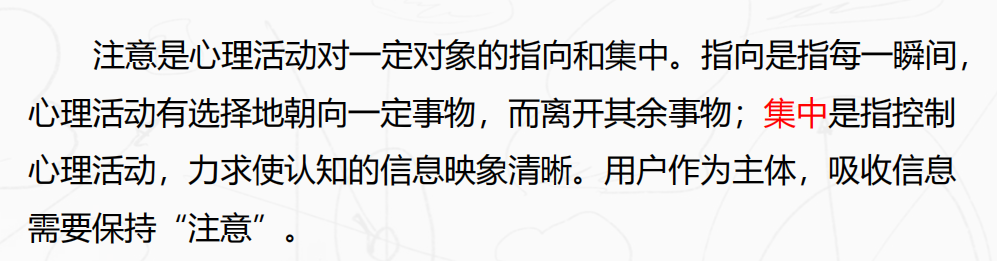 注意是心理活动对一定对象的指向和集中。指向是指每一瞬间，
心理活动有选择地朝向一定事物，而离开其余事物；集中是指控制
心理活动，力求使认知的信息映象清晰。用户作为主体，吸收信息
需要保持“注意”。